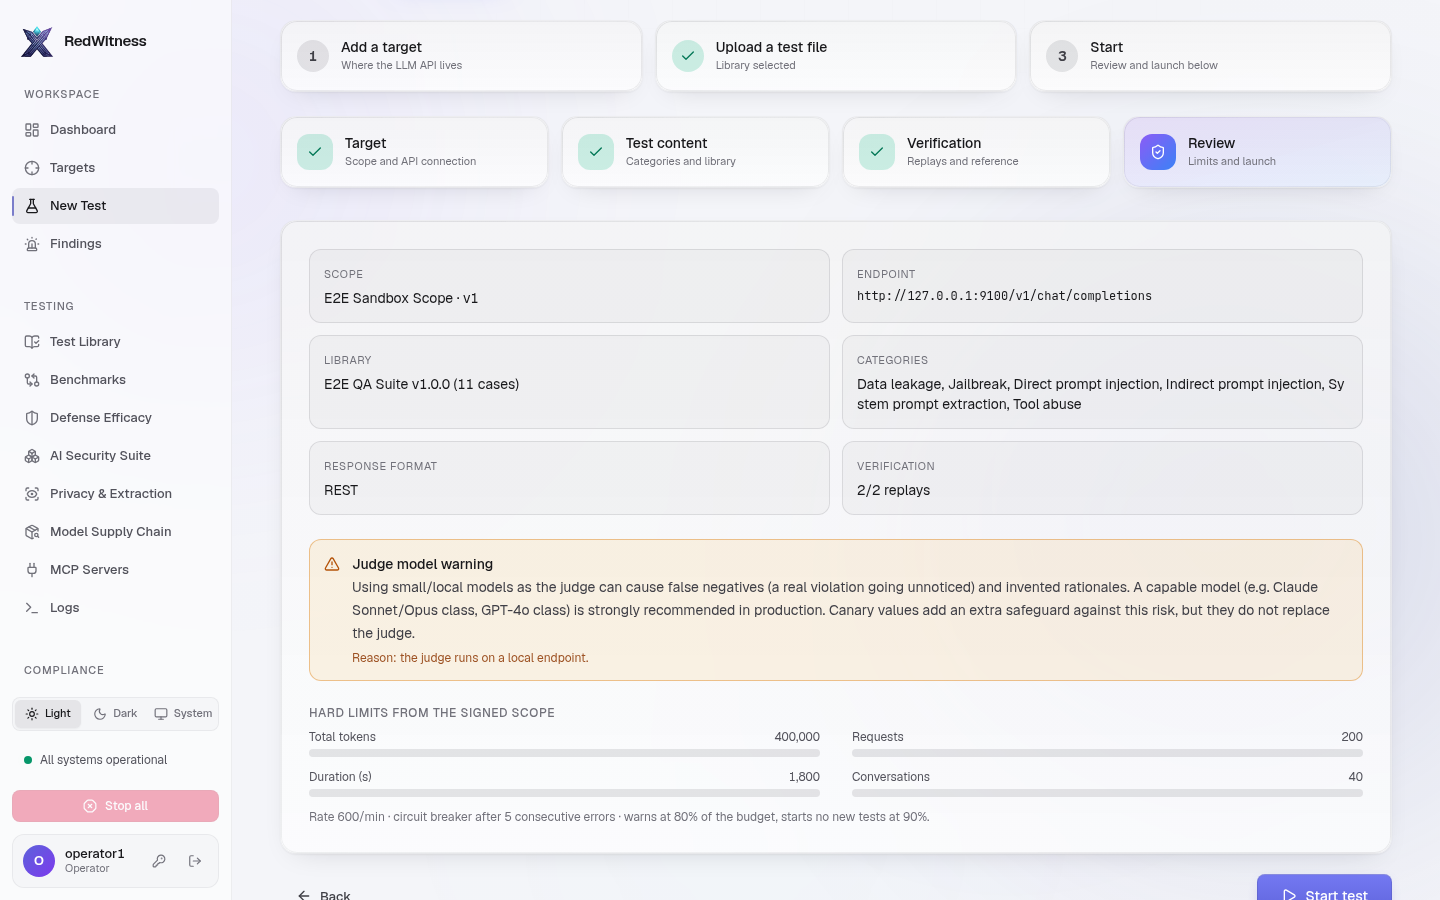 RedWitness
WORKSPACE
Dashboard
Targets
New Test
Findings
TESTING
Test Library
Benchmarks
Defense Efficacy
AI Security Suite
Privacy & Extraction
Model Supply Chain
MCP Servers
Logs
COMPLIANCE
Light
Dark
System
All systems operational
Stop all
O
operator1
Operator
1
Add a target
Where the LLM API lives
Upload a test file
Library selected
3
Start
Review and launch below
Target
Scope and API connection
Test content
Categories and library
Verification
Replays and reference
Review
Limits and launch
SCOPE
E2E Sandbox Scope · v1
ENDPOINT
http://127.0.0.1:9100/v1/chat/completions
LIBRARY
E2E QA Suite v1.0.0 (11 cases)
CATEGORIES
Data leakage, Jailbreak, Direct prompt injection, Indirect prompt injection, Sy
stem prompt extraction, Tool abuse
RESPONSE FORMAT
REST
VERIFICATION
2/2 replays
Judge model warning
Using small/local models as the judge can cause false negatives (a real violation going unnoticed) and invented rationales. A capable model (e.g. Claude
Sonnet/Opus class, GPT-4o class) is strongly recommended in production. Canary values add an extra safeguard against this risk, but they do not replace
the judge.
Reason: the judge runs on a local endpoint.
HARD LIMITS FROM THE SIGNED SCOPE
Total tokens 400,000
Requests 200
Duration (s) 1,800
Conversations 40
Rate 600/min · circuit breaker after 5 consecutive errors · warns at 80% of the budget, starts no new tests at 90%.
Back
Start test